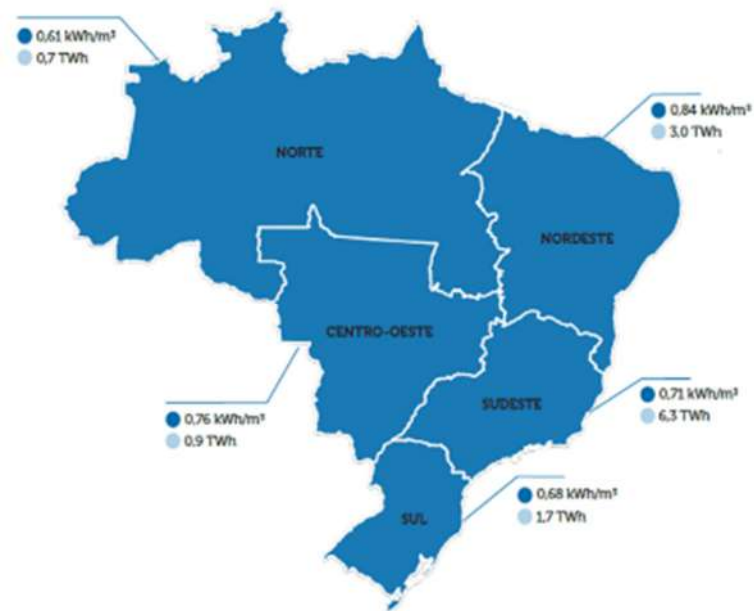 0,61 kWh/m³
0,7 TWh
0,84 kWh/m³
3,0 TWh
NORTE
NORDESTE
CENTRO-OESTE
0,76 kWh/m³
0,9 TWh
SUDESTE
0,71 kWh/m³
6,3 TWh
SUL
0,68 kWh/m³
1,7 TWh